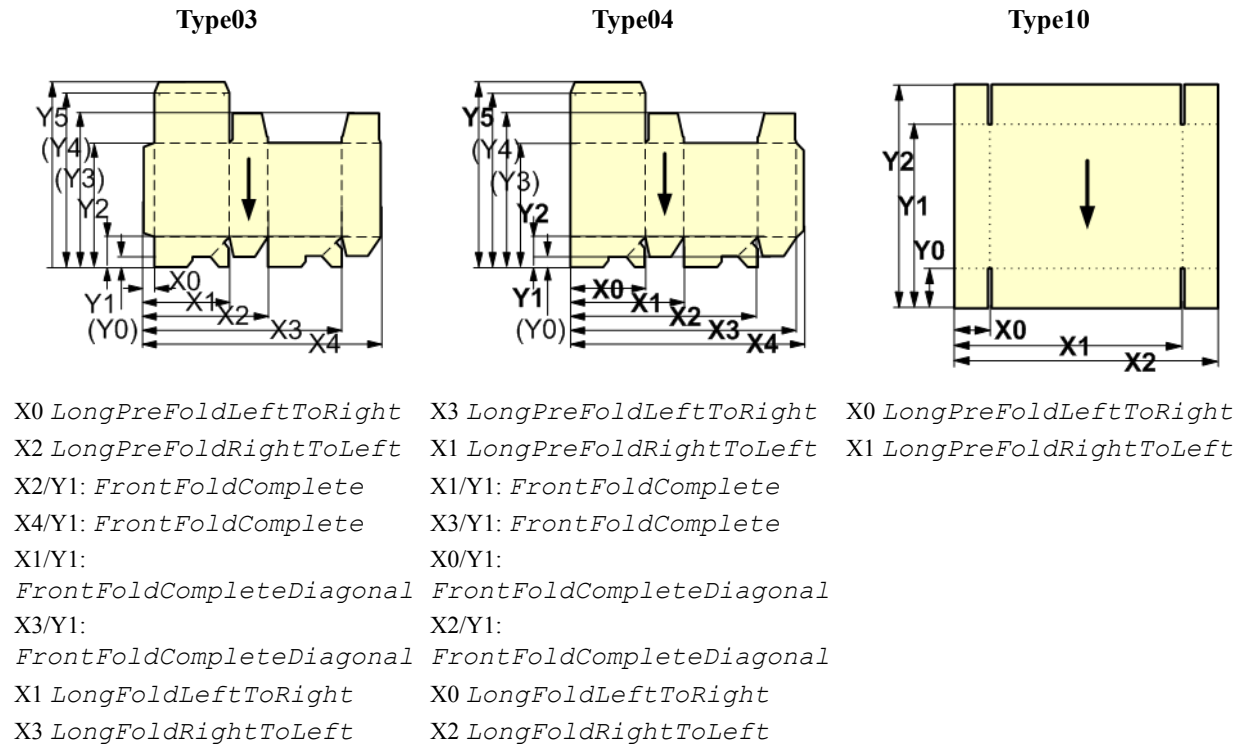 Type03
Type04
Type10
Y5
(Y4)
(Y3)
Y2
Y1
(Y0)
X0
X1
X2
X3
X4
Y5
(Y4)
(Y3)
Y2
Y1
(Y0)
X0
X1
X2
X3
X4
Y2
Y1
Y0
X0
X1
X2
X0 LongPreFoldLeftToRight
X2 LongPreFoldRightToLeft
X2/Y1: FrontFoldComplete
X4/Y1: FrontFoldComplete
X1/Y1:
FrontFoldCompleteDiagonal
X3/Y1:
FrontFoldCompleteDiagonal
X1 LongFoldLeftToRight
X3 LongFoldRightToLeft
X3 LongPreFoldLeftToRight
X1 LongPreFoldRightToLeft
X1/Y1: FrontFoldComplete
X3/Y1: FrontFoldComplete
X0/Y1:
FrontFoldCompleteDiagonal
X2/Y1:
FrontFoldCompleteDiagonal
X0 LongFoldLeftToRight
X2 LongFoldRightToLeft
X0 LongPreFoldLeftToRight
X1 LongPreFoldRightToLeft